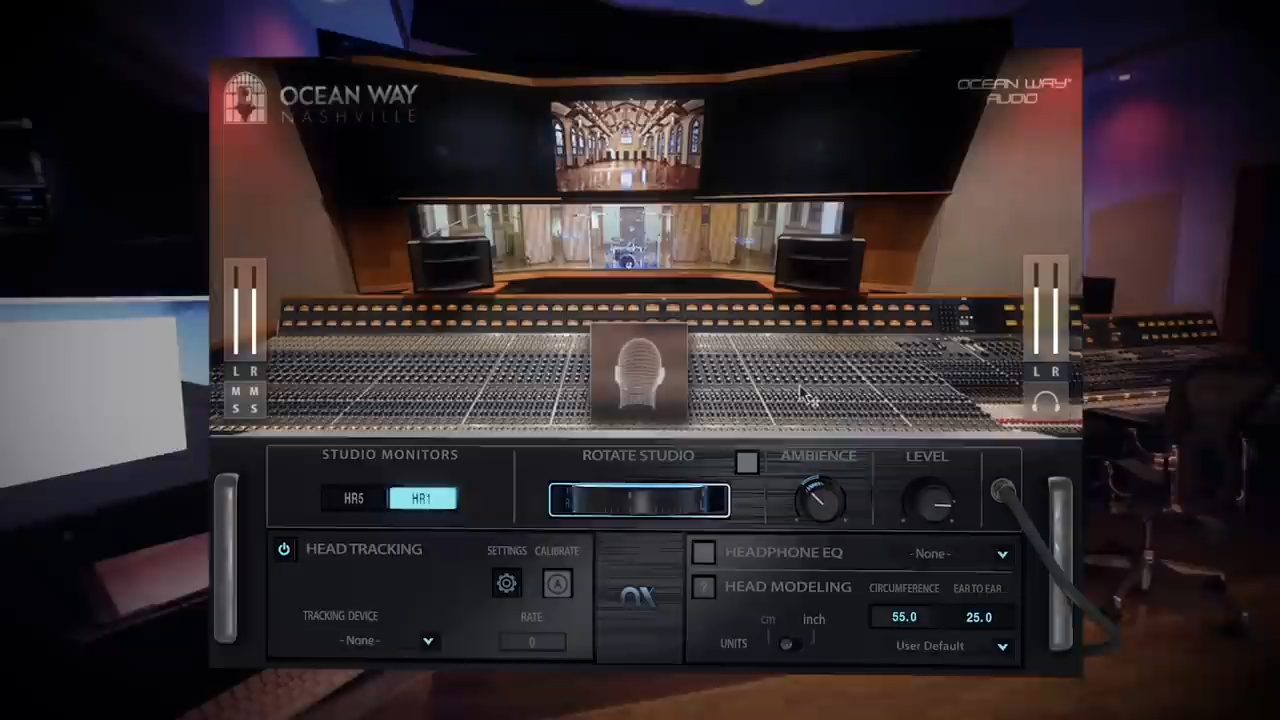 OCEAN WAY
NASHVILLE
OCEAN WAY
AUDIO
L R
M M
S S
L R
STUDIO MONITORS
HR5
HR1
ROTATE STUDIO
AMBIENCE
LEVEL
HEAD TRACKING
SETTINGS
CALIBRATE
A
TRACKING DEVICE
-None-
RATE
0
nx
HEADPHONE EQ
-None-
?
HEAD MODELING
CIRCUMFERENCE
EAR TO EAR
55.0
25.0
UNITS
cm
inch
User Default